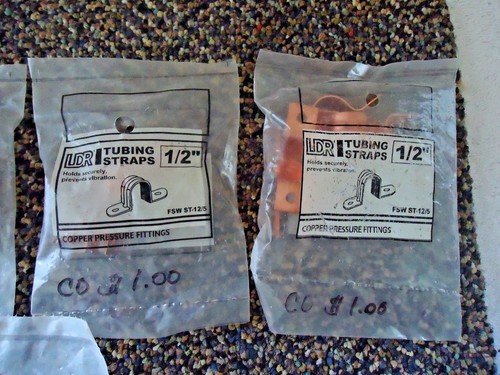 LDR TUBING STRAPS 1/2"
Holds securely,
prevents vibration.
FSW ST-12/5
COPPER PRESSURE FITTINGS
CO $1.00
LDR TUBING STRAPS 1/2"
Holds securely,
prevents vibration.
FSW ST-12/5
COPPER PRESSURE FITTINGS
CO $1.00